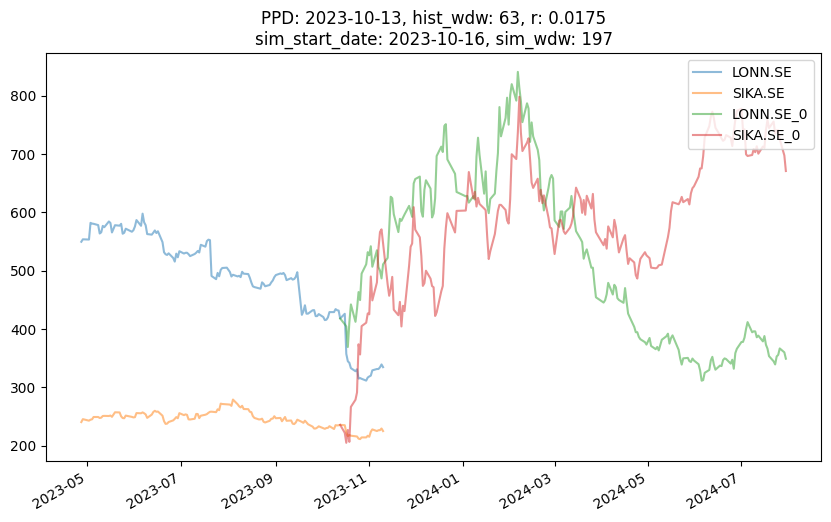 PPD: 2023-10-13, hist_wdw: 63, r: 0.0175
sim_start_date: 2023-10-16, sim_wdw: 197
LONN.SE
SIKA.SE
LONN.SE_0
SIKA.SE_0
800
700
600
500
400
300
200
2023-05
2023-07
2023-09
2023-11
2024-01
2024-03
2024-05
2024-07